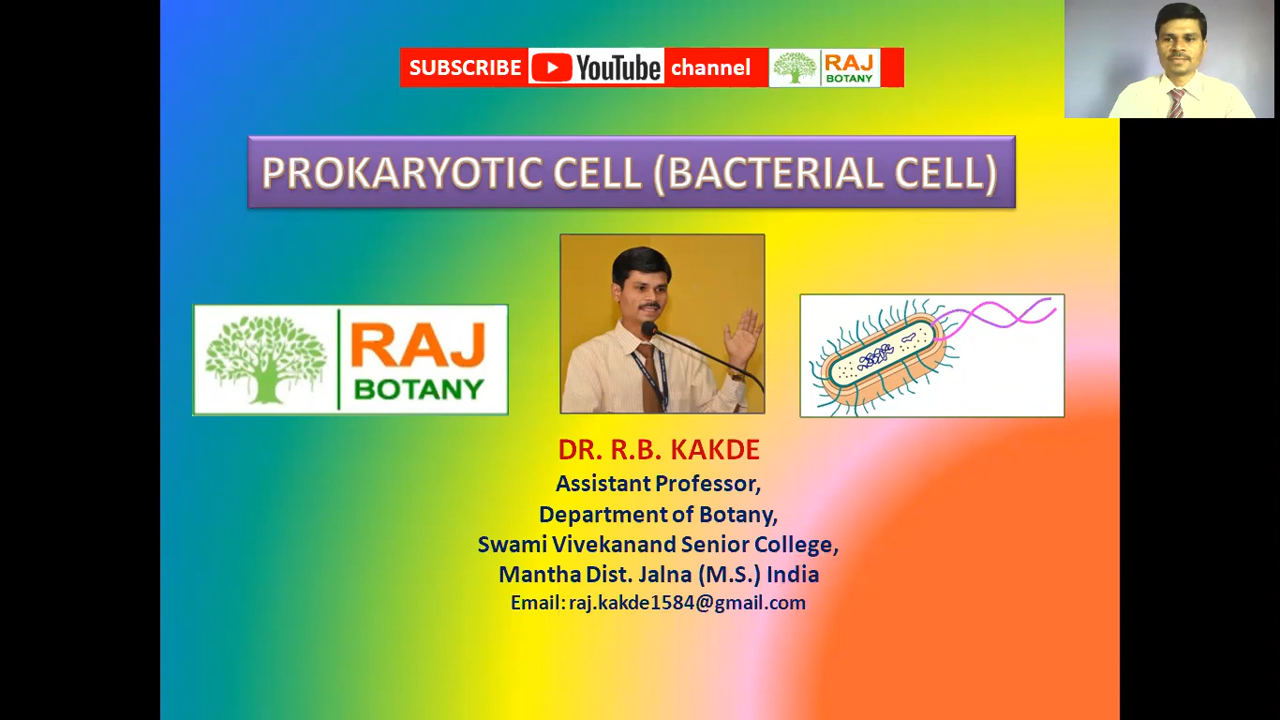 SUBSCRIBE YouTube channel RAJ BOTANY
PROKARYOTIC CELL (BACTERIAL CELL)
RAJ
BOTANY
DR. R.B. KAKDE
Assistant Professor,
Department of Botany,
Swami Vivekanand Senior College,
Mantha Dist. Jalna (M.S.) India
Email: raj.kakde1584@gmail.com